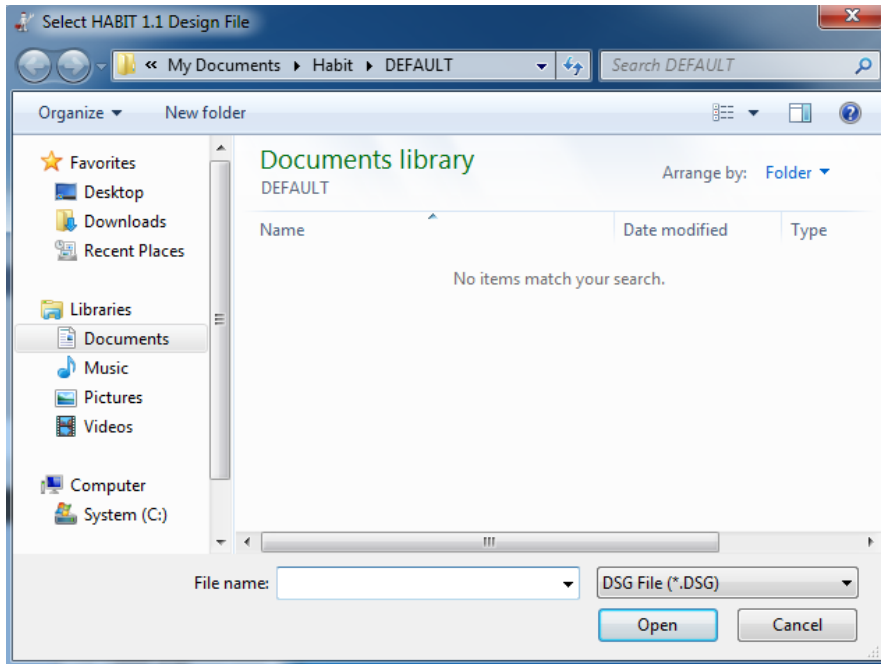 Select HABIT 1.1 Design File
« My Documents Habit DEFAULT Search DEFAULT
Organize New folder
Favorites
Desktop
Downloads
Recent Places
Libraries
Documents
Music
Pictures
Videos
Computer
System (C:)
Documents library
DEFAULT
Arrange by: Folder
Name Date modified Type
No items match your search.
File name: DSG File (*.DSG)
Open Cancel